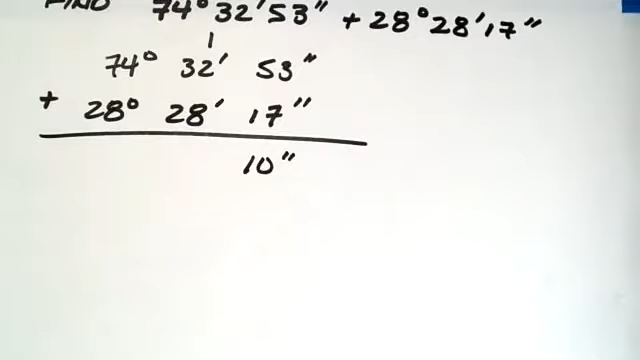 FIND 74° 32' 53" + 28° 28' 17"
1
74° 32' 53"
+ 28° 28' 17"
10"